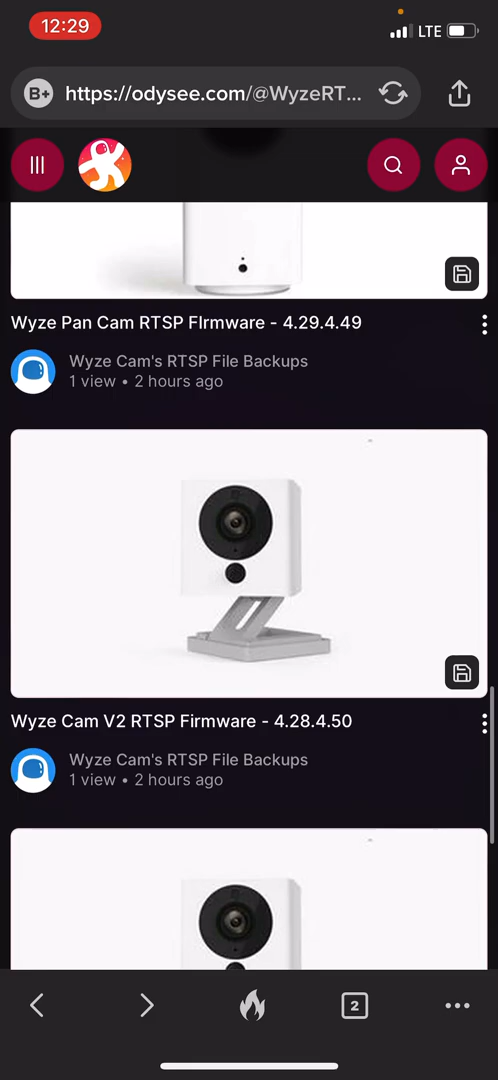 12:29
LTE
B+
https://odysee.com/@WyzeRT...
Wyze Pan Cam RTSP FIrmware - 4.29.4.49
Wyze Cam's RTSP File Backups
1 view • 2 hours ago
Wyze Cam V2 RTSP Firmware - 4.28.4.50
Wyze Cam's RTSP File Backups
1 view • 2 hours ago
2